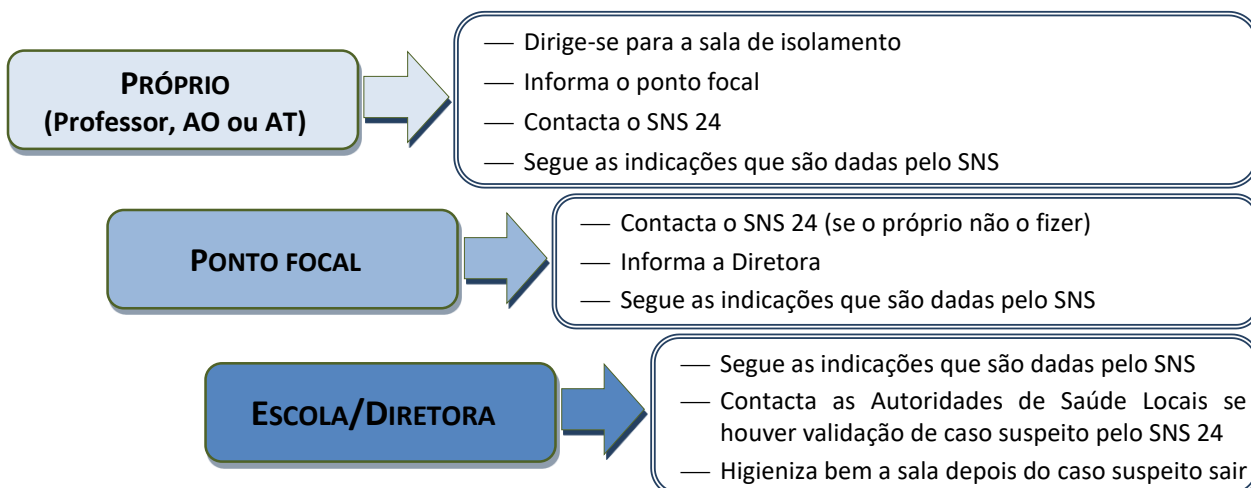 PRÓPRIO
(Professor, AO ou AT)
— Dirige-se para a sala de isolamento
— Informa o ponto focal
— Contacta o SNS 24
— Segue as indicações que são dadas pelo SNS
PONTO FOCAL
— Contacta o SNS 24 (se o próprio não o fizer)
— Informa a Diretora
— Segue as indicações que são dadas pelo SNS
ESCOLA/DIRETORA
— Segue as indicações que são dadas pelo SNS
— Contacta as Autoridades de Saúde Locais se
houver validação de caso suspeito pelo SNS 24
— Higieniza bem a sala depois do caso suspeito sair